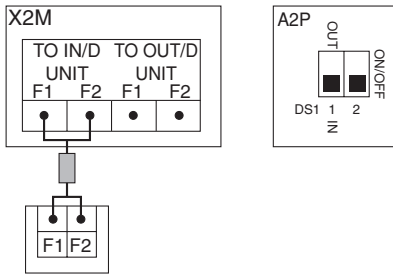 X2M
TO IN/D TO OUT/D
UNIT UNIT
F1 F2 F1 F2
F1 F2
A2P
OUT
ON/OFF
DS1 1 2
IN